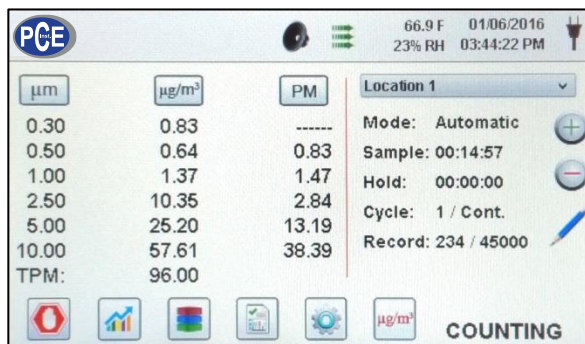 PCE Inst.
66.9 F 01/06/2016
23% RH 03:44:22 PM
µm µg/m³ PM
0.30 0.83 ------
0.50 0.64 0.83
1.00 1.37 1.47
2.50 10.35 2.84
5.00 25.20 13.19
10.00 57.61 38.39
TPM: 96.00
Location 1
Mode: Automatic
Sample: 00:14:57
Hold: 00:00:00
Cycle: 1 / Cont.
Record: 234 / 45000
µg/m³
COUNTING